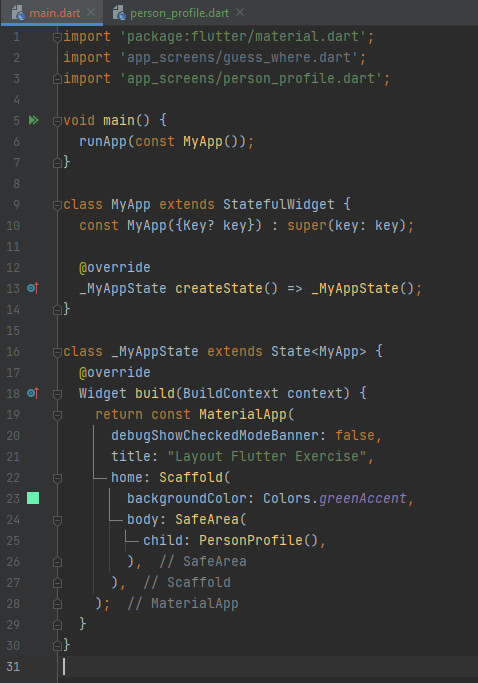 main.dart
person_profile.dart
1 import 'package:flutter/material.dart';
2 import 'app_screens/guess_where.dart';
3 import 'app_screens/person_profile.dart';
4
5 void main() {
6 runApp(const MyApp());
7 }
8
9 class MyApp extends StatefulWidget {
10 const MyApp({Key? key}) : super(key: key);
11
12 @override
13 _MyAppState createState() => _MyAppState();
14 }
15
16 class _MyAppState extends State<MyApp> {
17 @override
18 Widget build(BuildContext context) {
19 return const MaterialApp(
20 debugShowCheckedModeBanner: false,
21 title: "Layout Flutter Exercise",
22 home: Scaffold(
23 backgroundColor: Colors.greenAccent,
24 body: SafeArea(
25 child: PersonProfile(),
26 ), // SafeArea
27 ), // Scaffold
28 ); // MaterialApp
29 }
30 }
31